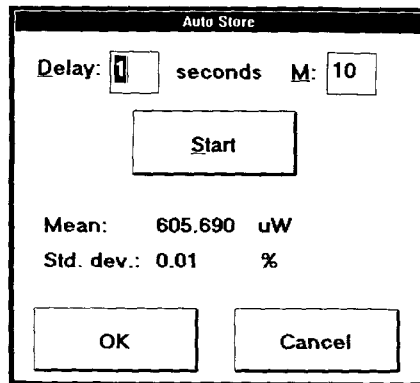 Auto Store
Delay: 1 seconds M: 10
Start
Mean: 605.690 uW
Std. dev.: 0.01 %
OK Cancel